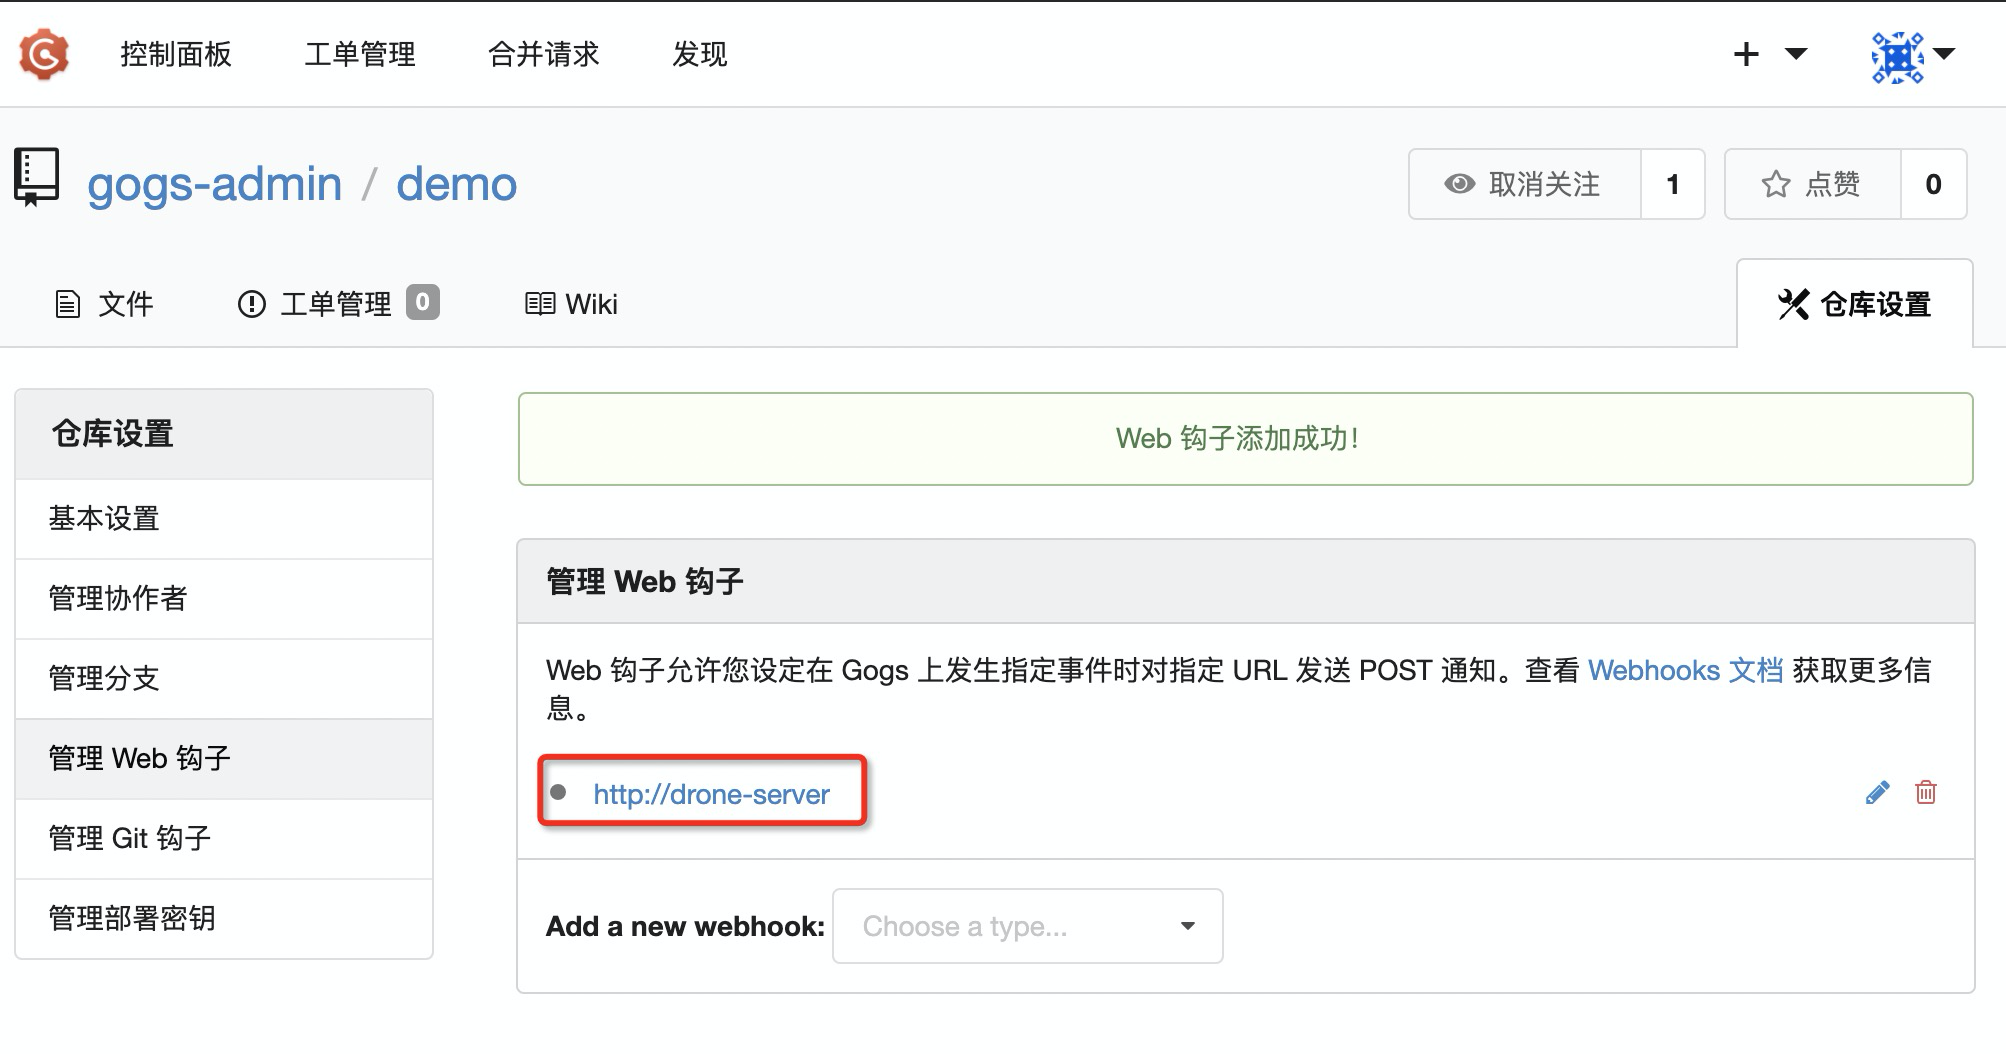 控制面板 工单管理 合并请求 发现
gogs-admin / demo
取消关注 1 点赞 0
文件 工单管理 0 Wiki 仓库设置
仓库设置
基本设置
管理协作者
管理分支
管理 Web 钩子
管理 Git 钩子
管理部署密钥
Web 钩子添加成功！
管理 Web 钩子
Web 钩子允许您设定在 Gogs 上发生指定事件时对指定 URL 发送 POST 通知。查看 Webhooks 文档 获取更多信
息。
http://drone-server
Add a new webhook: Choose a type...